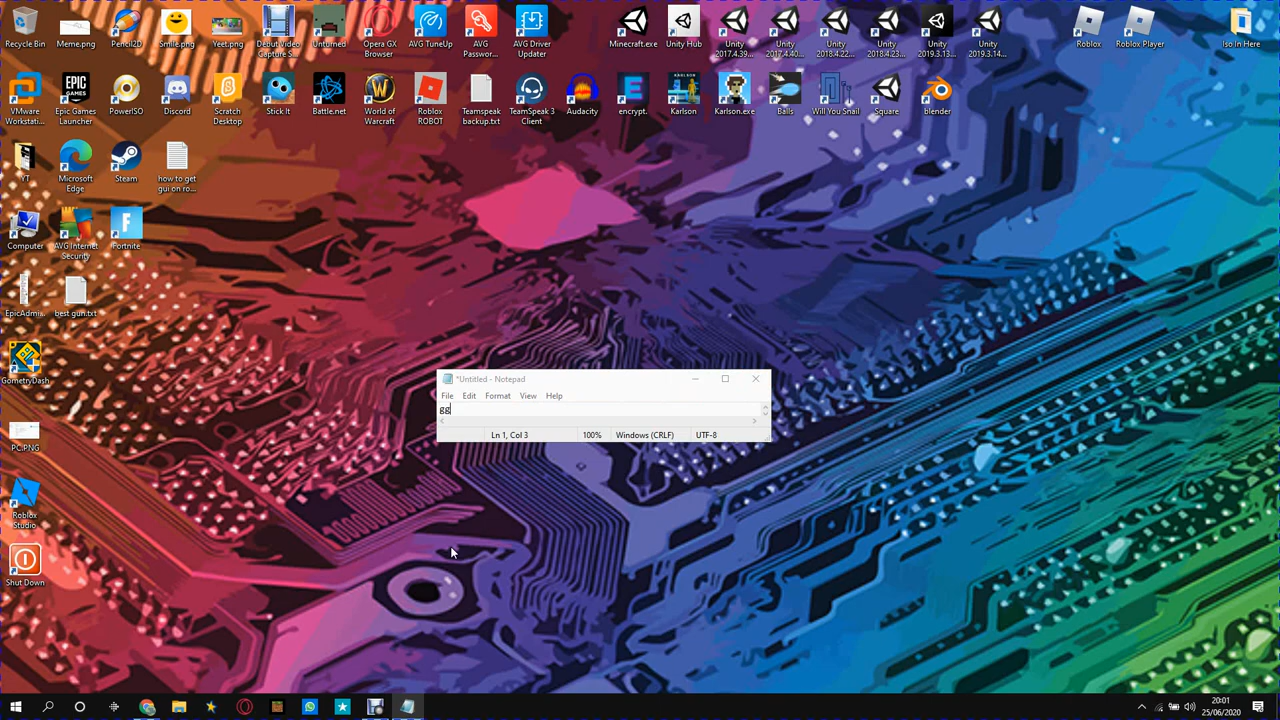 Recycle Bin
Meme.png
Pencil2D
Smile.png
Yeet.png
Debut Video Capture S...
Unturned
Opera GX Browser
AVG TuneUp
AVG Passwor...
AVG Driver Updater
Minecraft.exe
Unity Hub
Unity 2017.4.39...
Unity 2017.4.40...
Unity 2018.4.22...
Unity 2018.4.23...
Unity 2019.3.13...
Unity 2019.3.14...
Roblox
Roblox Player
Iso In Here
VMware Workstati...
Epic Games Launcher
PowerISO
Discord
Scratch Desktop
Stick It
Battle.net
World of Warcraft
Roblox ROBOT
Teamspeak backup.txt
TeamSpeak 3 Client
Audacity
encrypt.
Karlson
Karlson.exe
Balls
Will You Snail
Square
blender
YT
Microsoft Edge
Steam
how to get gui on ro...
Computer
AVG Internet Security
Fortnite
EpicAdmi...
best gun.txt
GometryDash
*Untitled - Notepad
File Edit Format View Help
gg
Ln 1, Col 3 100% Windows (CRLF) UTF-8
PC.PNG
Roblox Studio
Shut Down
20:01
25/06/2020